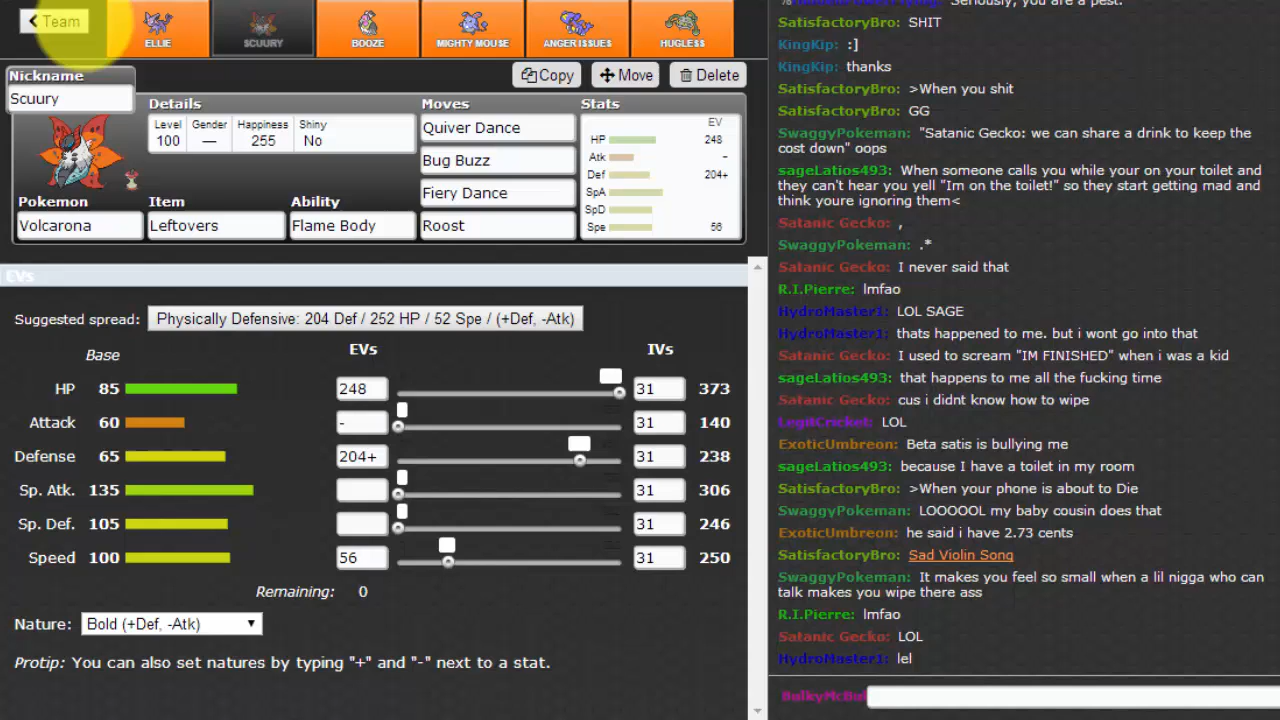 Team
ELLIE
SCUURY
BOOZE
MIGHTY MOUSE
ANGER ISSUES
HUGLESS
Copy
Move
Delete
Nickname
Scuury
Details
Level
100
Gender
—
Happiness
255
Shiny
No
Pokemon
Volcarona
Item
Leftovers
Ability
Flame Body
Moves
Quiver Dance
Bug Buzz
Fiery Dance
Roost
Stats
EV
HP 248
Atk -
Def 204+
SpA
SpD
Spe 56
EVs
Suggested spread: Physically Defensive: 204 Def / 252 HP / 52 Spe / (+Def, -Atk)
Base EVs IVs
HP 85 248 31 373
Attack 60 - 31 140
Defense 65 204+ 31 238
Sp. Atk. 135 31 306
Sp. Def. 105 31 246
Speed 100 56 31 250
Remaining: 0
Nature: Bold (+Def, -Atk)
Protip: You can also set natures by typing "+" and "-" next to a stat.
Seriously, you are a pest.
SatisfactoryBro: SHIT
KingKip: :]
KingKip: thanks
SatisfactoryBro: >When you shit
SatisfactoryBro: GG
SwaggyPokeman: "Satanic Gecko: we can share a drink to keep the
cost down" oops
sageLatios493: When someone calls you while your on your toilet and
they can't hear you yell "Im on the toilet!" so they start getting mad and
think youre ignoring them<
Satanic Gecko: ,
SwaggyPokeman: .*
Satanic Gecko: I never said that
R.I.Pierre: lmfao
HydroMaster1: LOL SAGE
HydroMaster1: thats happened to me. but i wont go into that
Satanic Gecko: I used to scream "IM FINISHED" when i was a kid
sageLatios493: that happens to me all the fucking time
Satanic Gecko: cus i didnt know how to wipe
LegitCricket: LOL
ExoticUmbreon: Beta satis is bullying me
sageLatios493: because I have a toilet in my room
SatisfactoryBro: >When your phone is about to Die
SwaggyPokeman: LOOOOOL my baby cousin does that
ExoticUmbreon: he said i have 2.73 cents
SatisfactoryBro: Sad Violin Song
SwaggyPokeman: It makes you feel so small when a lil nigga who can
talk makes you wipe there ass
R.I.Pierre: lmfao
Satanic Gecko: LOL
HydroMaster1: lel
BulkyMcBul